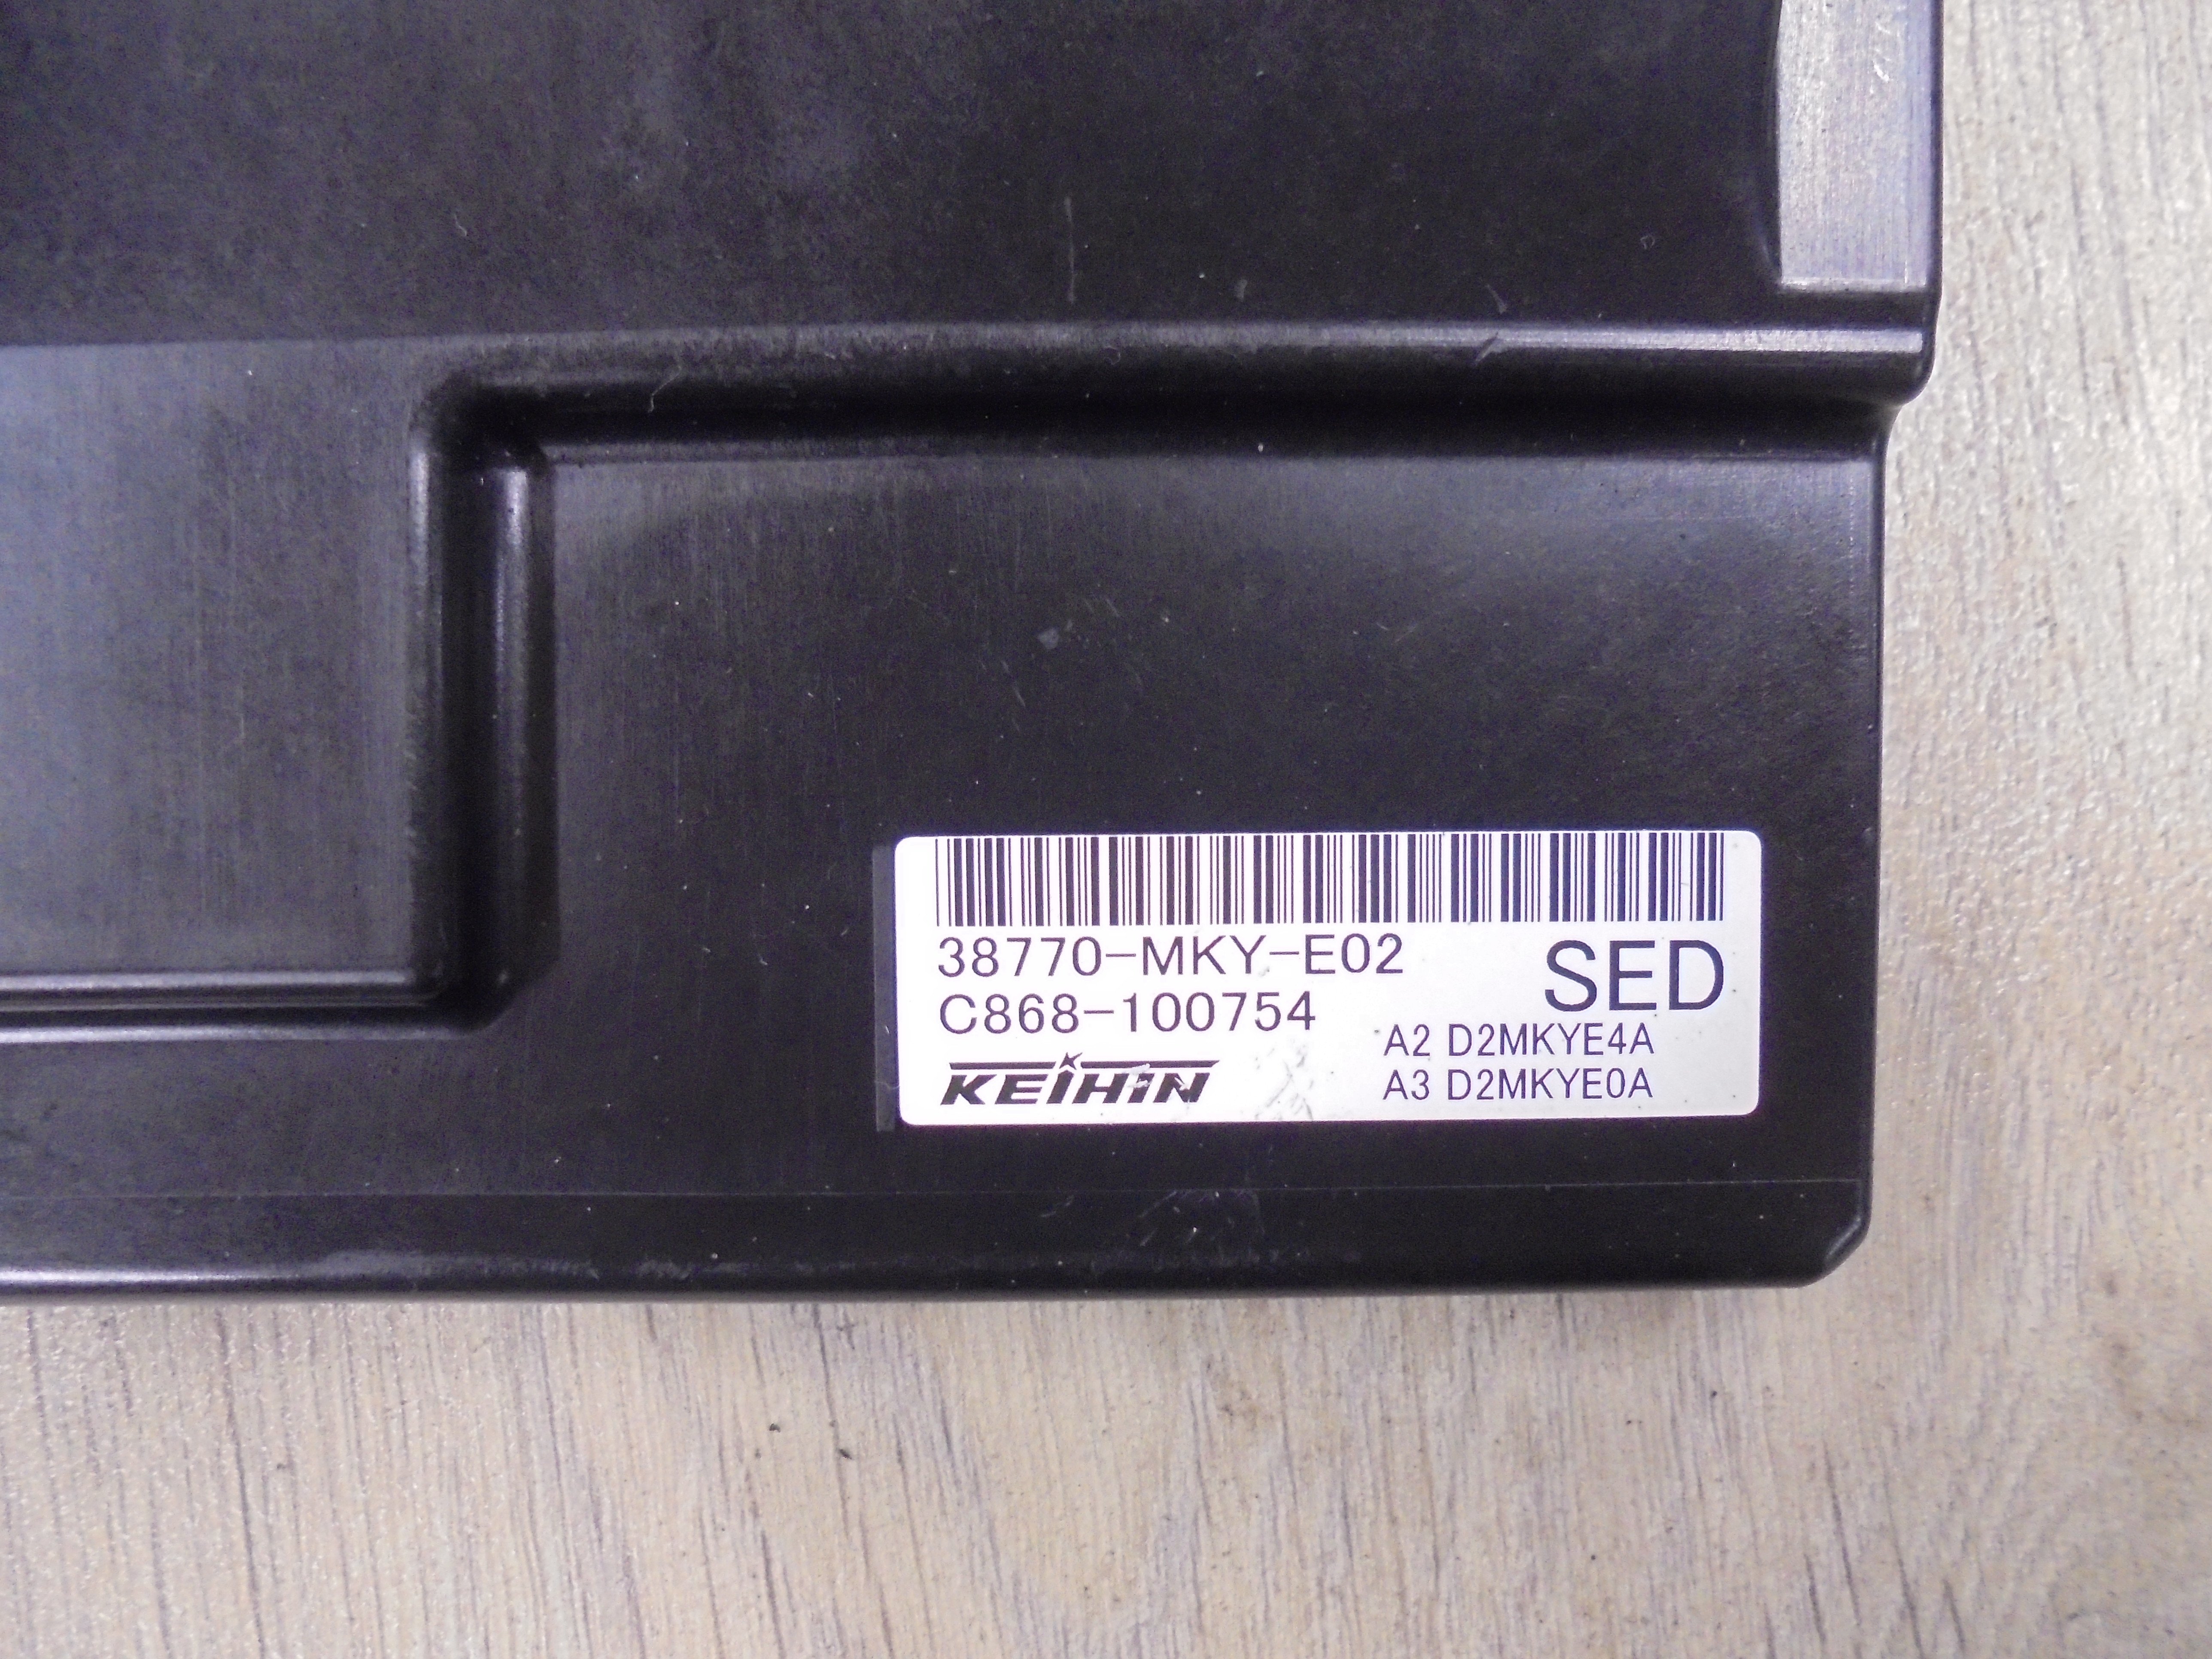 38770-MKY-E02
SED
C868-100754
A2 D2MKYE4A
KEIHIN
A3 D2MKYE0A